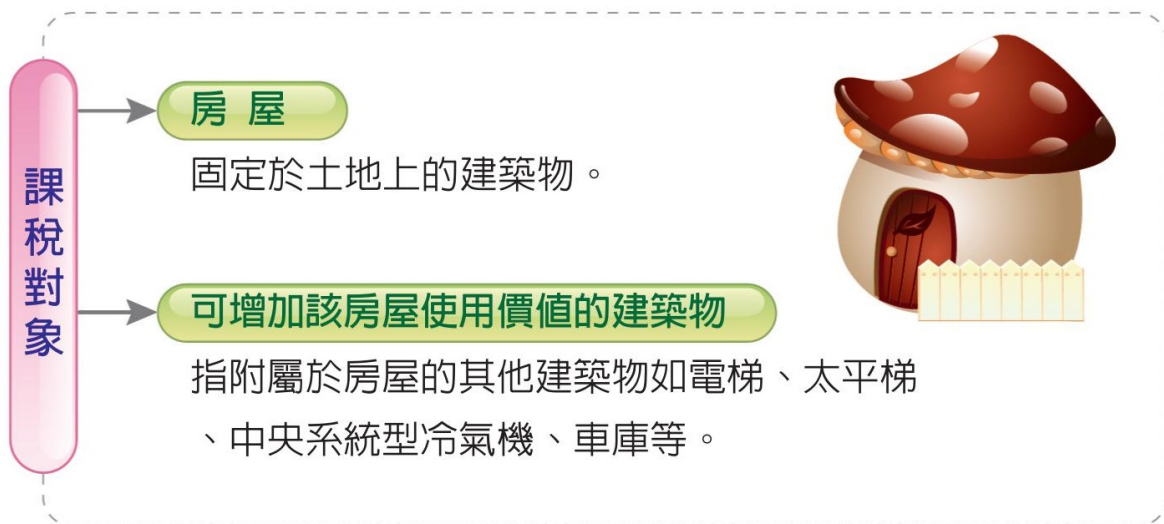 課稅對象
房屋
固定於土地上的建築物。
可增加該房屋使用價值的建築物
指附屬於房屋的其他建築物如電梯、太平梯
、中央系統型冷氣機、車庫等。